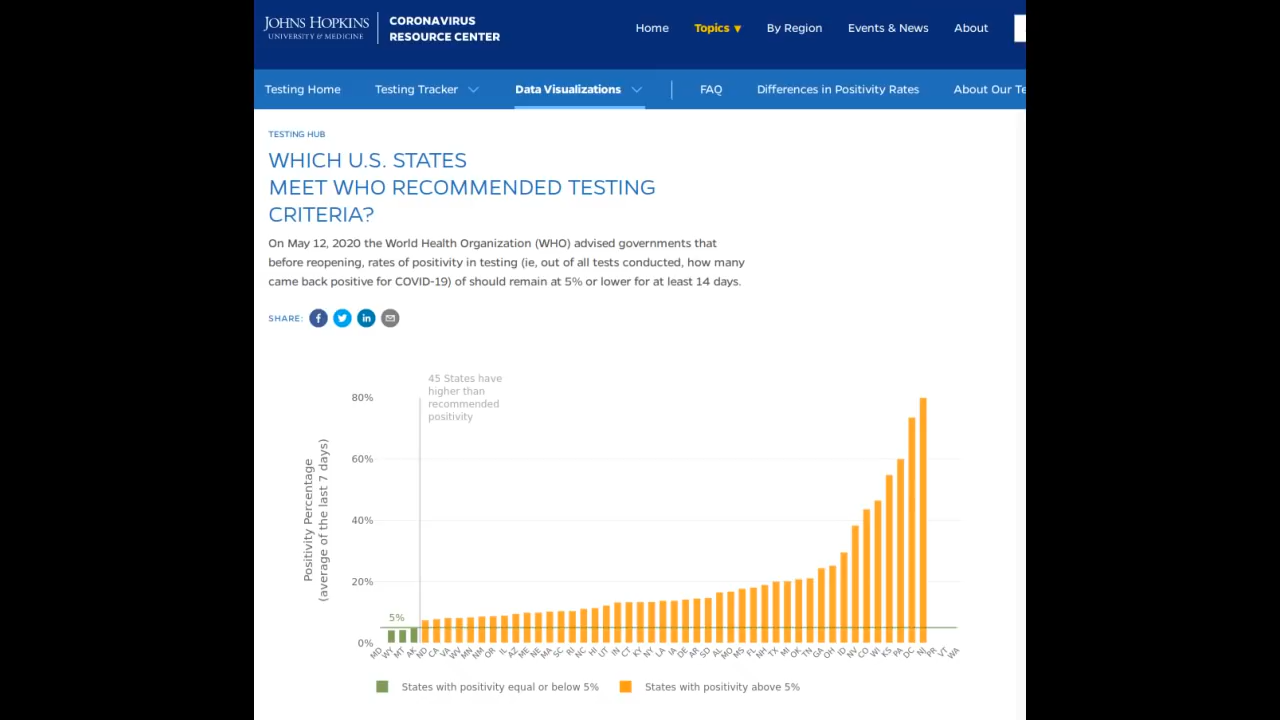 JOHNS HOPKINS
UNIVERSITY & MEDICINE
CORONAVIRUS
RESOURCE CENTER
Home
Topics ▼
By Region
Events & News
About
Testing Home
Testing Tracker
Data Visualizations
FAQ
Differences in Positivity Rates
About Our Te
TESTING HUB
WHICH U.S. STATES
MEET WHO RECOMMENDED TESTING
CRITERIA?
On May 12, 2020 the World Health Organization (WHO) advised governments that
before reopening, rates of positivity in testing (ie, out of all tests conducted, how many
came back positive for COVID-19) of should remain at 5% or lower for at least 14 days.
SHARE:
45 States have
higher than
recommended
positivity
Positivity Percentage
(average of the last 7 days)
80%
60%
40%
20%
0%
5%
MD WY MT AK ND CA VA WV MN NM OR IL AZ ME NE MA SC RI NC HI UT IN CT KY NY LA IA DE AR SD AL MO MS FL NH TX MI OK TN GA OH ID NV CO WI KS PA DC NJ PR VT WA
States with positivity equal or below 5%
States with positivity above 5%